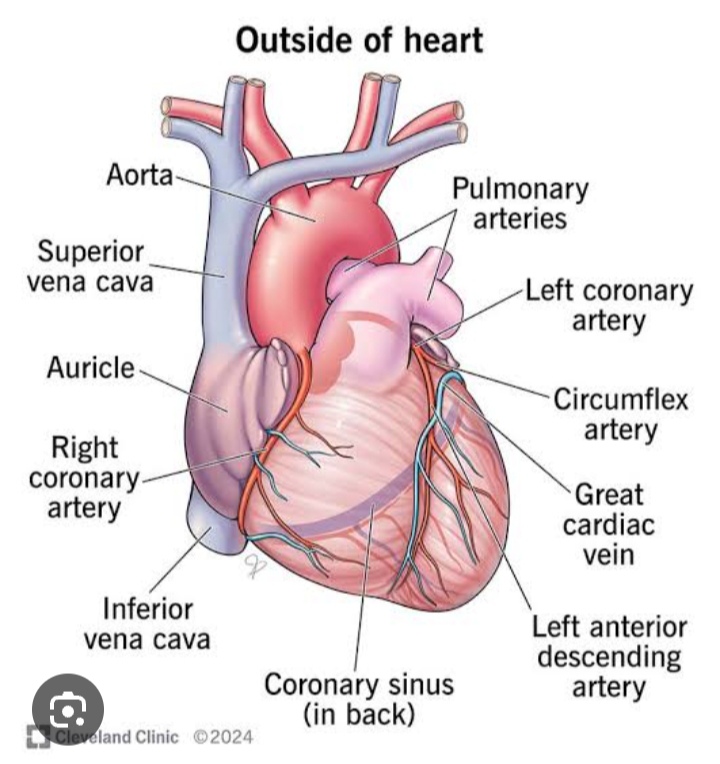 Outside of heart
Aorta
Pulmonary
arteries
Superior
vena cava
Left coronary
artery
Auricle
Circumflex
artery
Right
coronary
artery
Great
cardiac
vein
Inferior
vena cava
Left anterior
descending
artery
Coronary sinus
(in back)
Cleveland Clinic ©2024